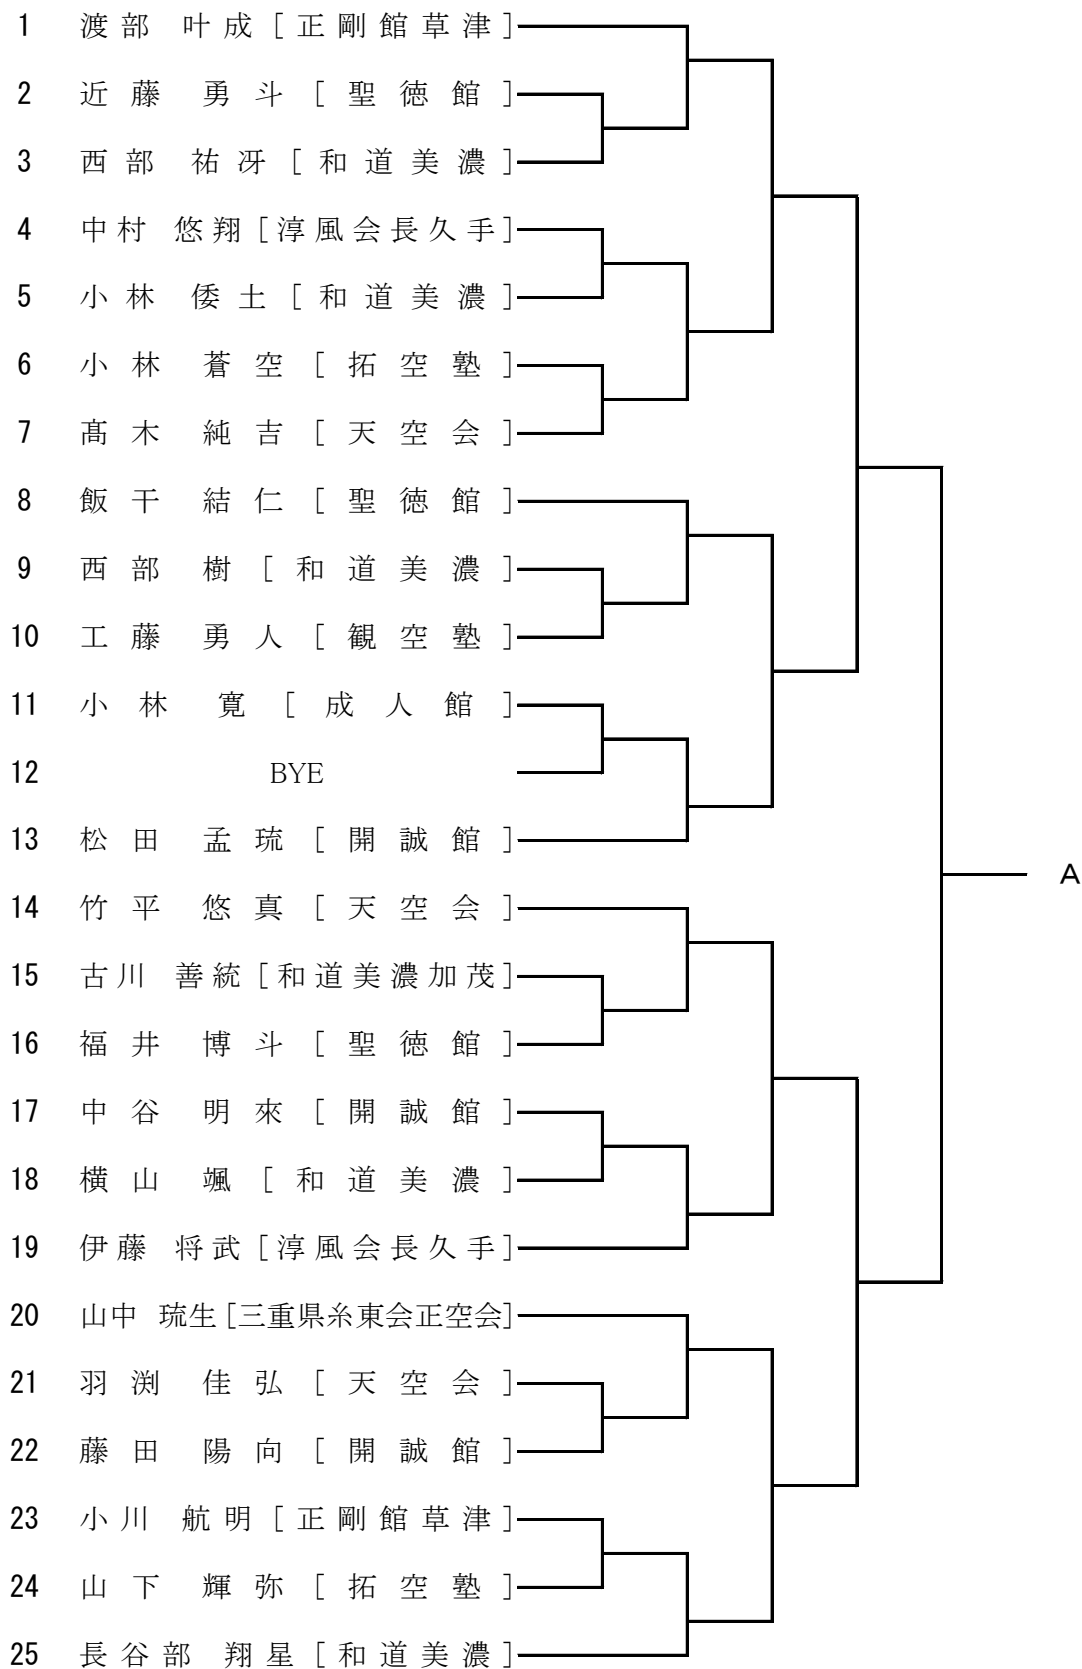 1 渡部 叶成 [正剛館草津]
2 近藤 勇斗 [聖徳館]
3 西部 祐冴 [和道美濃]
4 中村 悠翔 [淳風会長久手]
5 小林 倭士 [和道美濃]
6 小林 蒼空 [拓空塾]
7 髙木 純吉 [天空会]
8 飯干 結仁 [聖徳館]
9 西部 樹 [和道美濃]
10 工藤 勇人 [観空塾]
11 小林 寛 [成人館]
12 BYE
13 松田 孟琉 [開誠館]
A
14 竹平 悠真 [天空会]
15 古川 善統 [和道美濃加茂]
16 福井 博斗 [聖徳館]
17 中谷 明來 [開誠館]
18 横山 颯 [和道美濃]
19 伊藤 将武 [淳風会長久手]
20 山中 琉生 [三重県糸東会正空会]
21 羽渕 佳弘 [天空会]
22 藤田 陽向 [開誠館]
23 小川 航明 [正剛館草津]
24 山下 輝弥 [拓空塾]
25 長谷部 翔星 [和道美濃]